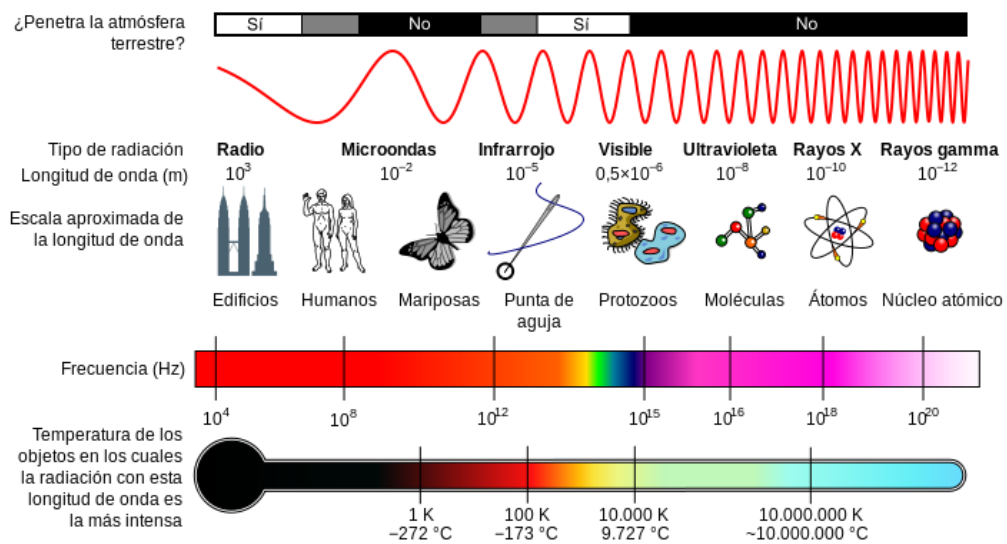 ¿Penetra la atmósfera
terrestre?
Sí No Sí No
Tipo de radiación Radio Microondas Infrarrojo Visible Ultravioleta Rayos X Rayos gamma
Longitud de onda (m) 10³ 10⁻² 10⁻⁵ 0,5×10⁻⁶ 10⁻⁸ 10⁻¹⁰ 10⁻¹²
Escala aproximada de
la longitud de onda
Edificios Humanos Mariposas Punta de aguja Protozoos Moléculas Átomos Núcleo atómico
Frecuencia (Hz)
10⁴ 10⁸ 10¹² 10¹⁵ 10¹⁶ 10¹⁸ 10²⁰
Temperatura de los
objetos en los cuales
la radiación con esta
longitud de onda es
la más intensa
1 K 100 K 10.000 K 10.000.000 K
−272 °C −173 °C 9.727 °C ~10.000.000 °C